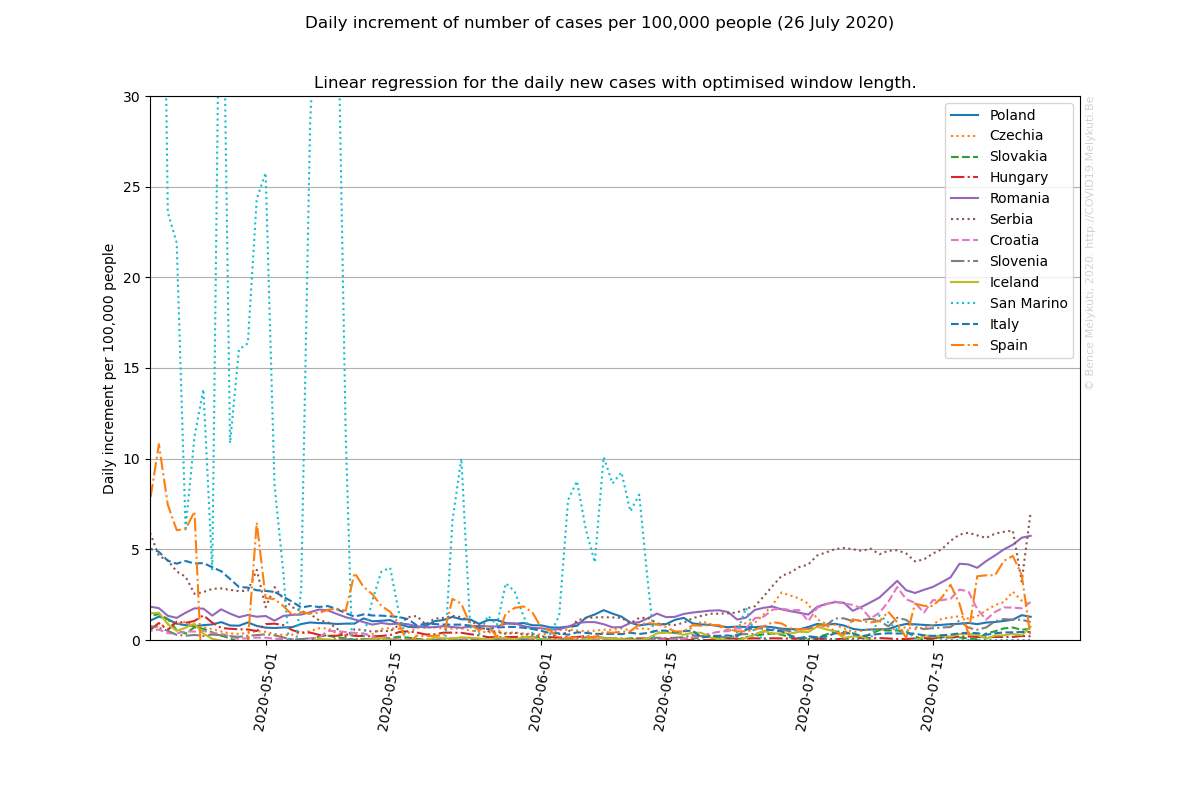 Daily increment of number of cases per 100,000 people (26 July 2020)
Linear regression for the daily new cases with optimised window length.
30
25
20
15
10
5
0
Daily increment per 100,000 people
2020-05-01
2020-05-15
2020-06-01
2020-06-15
2020-07-01
2020-07-15
Poland
Czechia
Slovakia
Hungary
Romania
Serbia
Croatia
Slovenia
Iceland
San Marino
Italy
Spain
© Bence Mélykúti, 2020. http://COVID19.Melykuti.Be